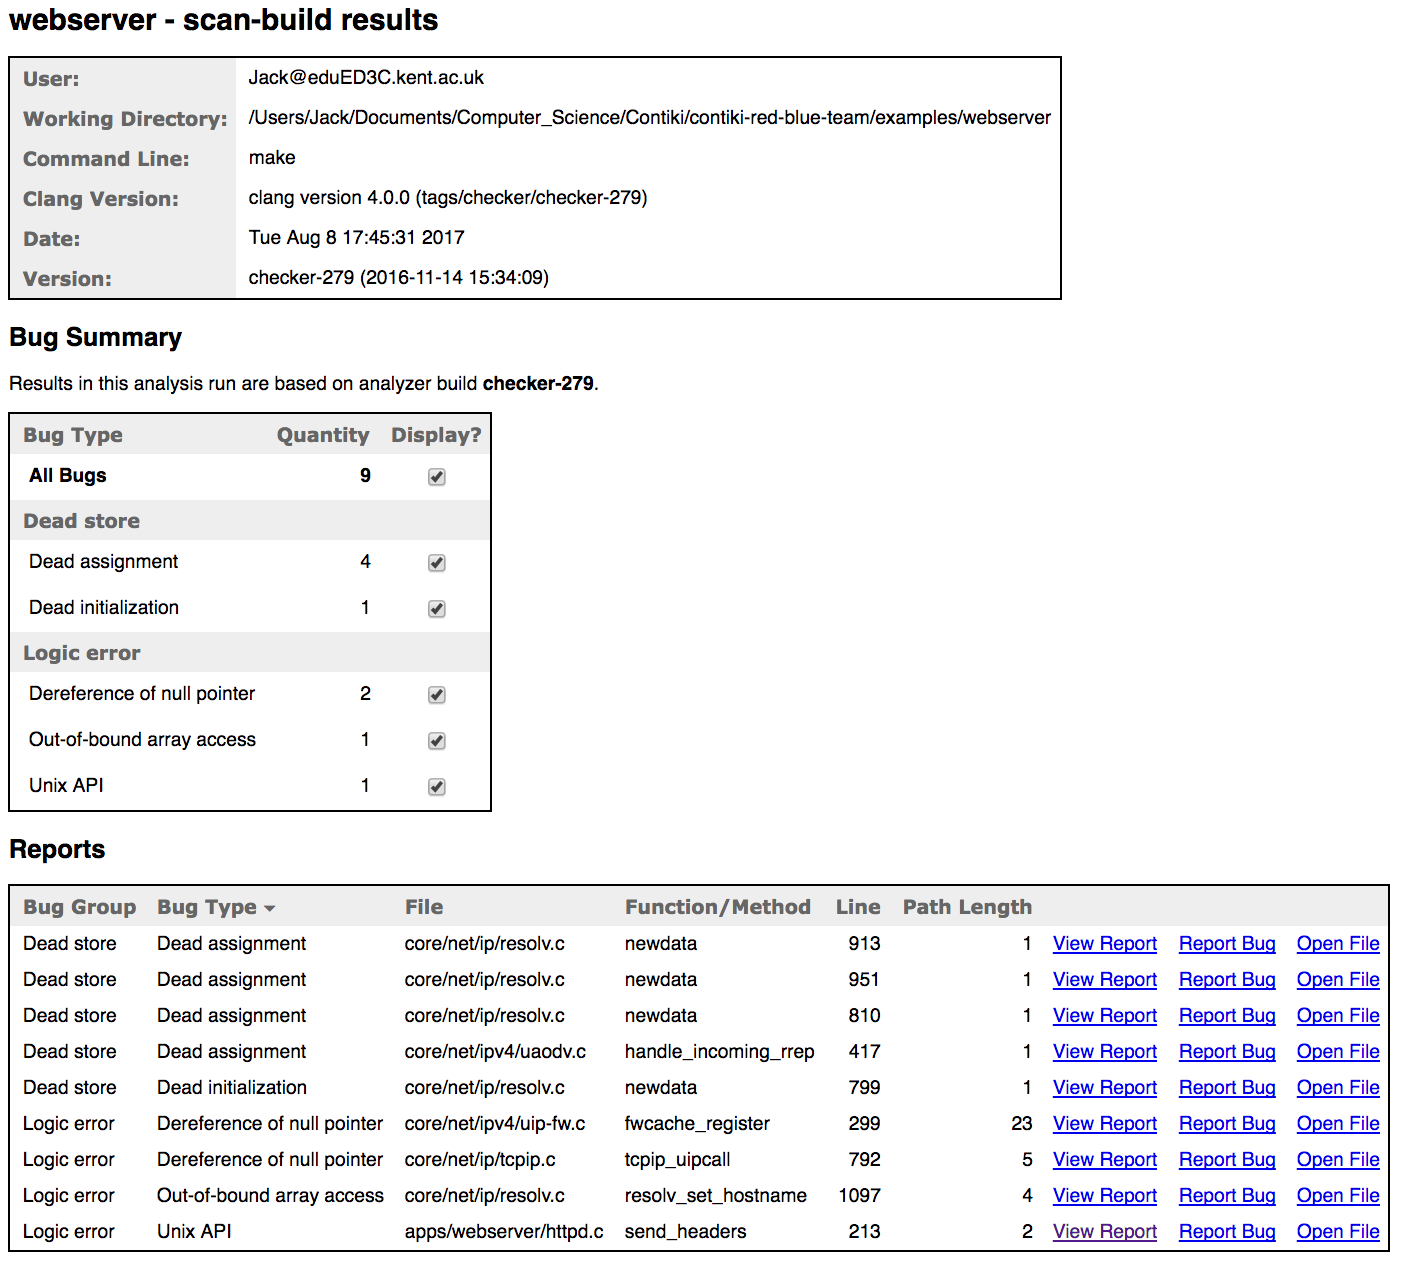 webserver - scan-build results
User: Jack@eduED3C.kent.ac.uk
Working Directory: /Users/Jack/Documents/Computer_Science/Contiki/contiki-red-blue-team/examples/webserver
Command Line: make
Clang Version: clang version 4.0.0 (tags/checker/checker-279)
Date: Tue Aug 8 17:45:31 2017
Version: checker-279 (2016-11-14 15:34:09)
Bug Summary
Results in this analysis run are based on analyzer build checker-279.
Bug Type Quantity Display?
All Bugs 9
Dead store
Dead assignment 4
Dead initialization 1
Logic error
Dereference of null pointer 2
Out-of-bound array access 1
Unix API 1
Reports
Bug Group Bug Type File Function/Method Line Path Length
Dead store Dead assignment core/net/ip/resolv.c newdata 913 1 View Report Report Bug Open File
Dead store Dead assignment core/net/ip/resolv.c newdata 951 1 View Report Report Bug Open File
Dead store Dead assignment core/net/ip/resolv.c newdata 810 1 View Report Report Bug Open File
Dead store Dead assignment core/net/ipv4/uaodv.c handle_incoming_rrep 417 1 View Report Report Bug Open File
Dead store Dead initialization core/net/ip/resolv.c newdata 799 1 View Report Report Bug Open File
Logic error Dereference of null pointer core/net/ipv4/uip-fw.c fwcache_register 299 23 View Report Report Bug Open File
Logic error Dereference of null pointer core/net/ip/tcpip.c tcpip_uipcall 792 5 View Report Report Bug Open File
Logic error Out-of-bound array access core/net/ip/resolv.c resolv_set_hostname 1097 4 View Report Report Bug Open File
Logic error Unix API apps/webserver/httpd.c send_headers 213 2 View Report Report Bug Open File